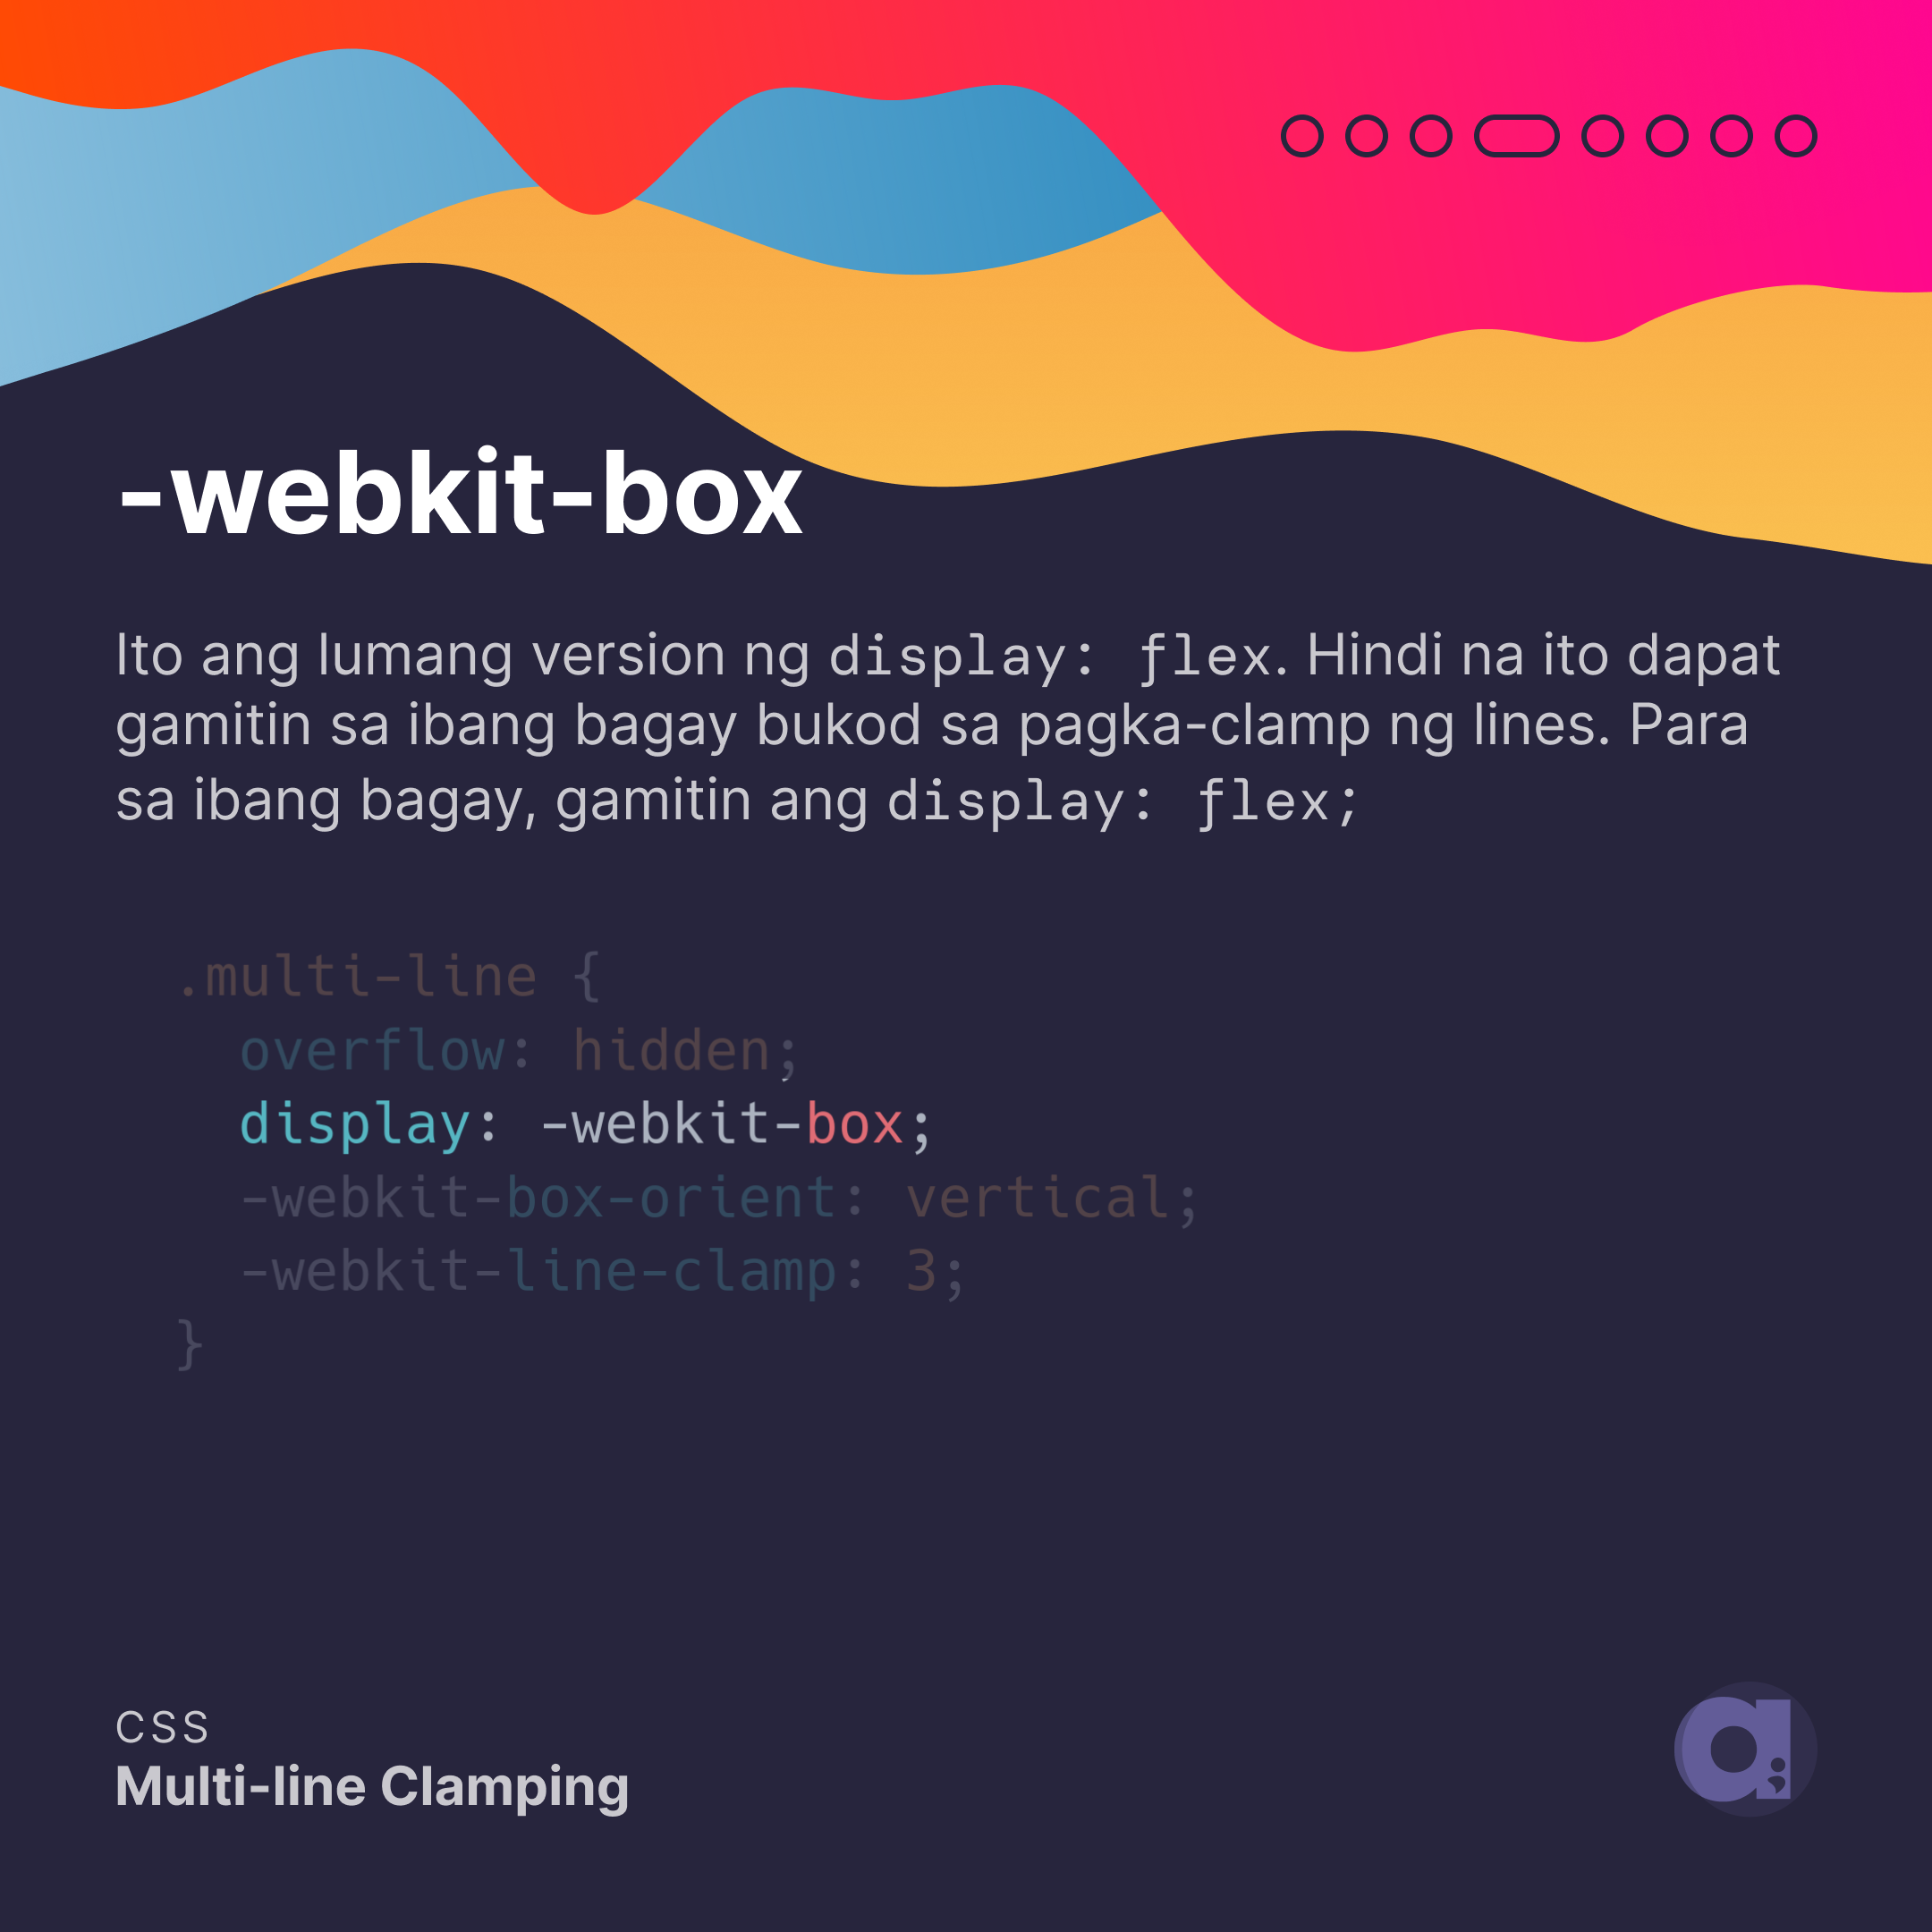 -webkit-box
Ito ang lumang version ng display: flex. Hindi na ito dapat
gamitin sa ibang bagay bukod sa pagka-clamp ng lines. Para
sa ibang bagay, gamitin ang display: flex;
.multi-line {
  overflow: hidden;
  display: -webkit-box;
  -webkit-box-orient: vertical;
  -webkit-line-clamp: 3;
}
CSS
Multi-line Clamping
a;